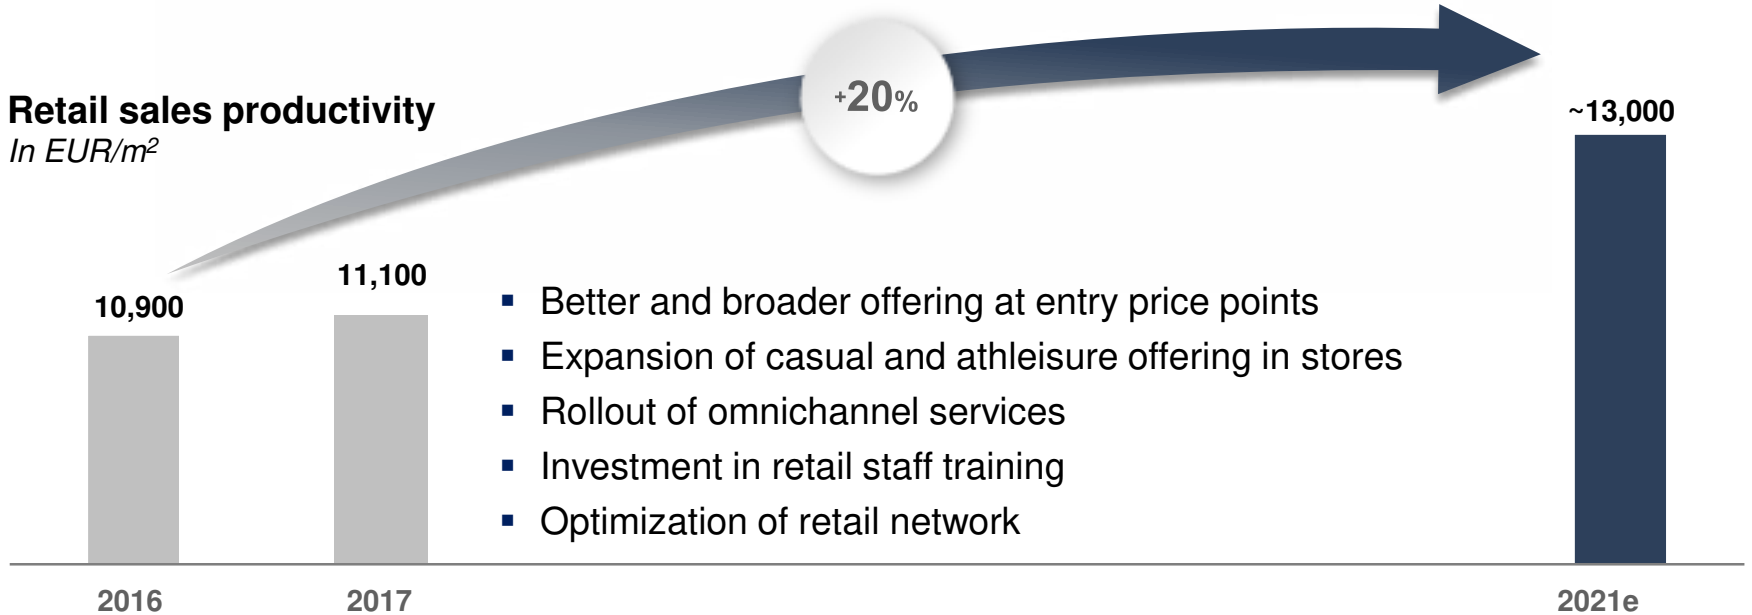 +20%
Retail sales productivity
In EUR/m²
~13,000
11,100
10,900
▪ Better and broader offering at entry price points
▪ Expansion of casual and athleisure offering in stores
▪ Rollout of omnichannel services
▪ Investment in retail staff training
▪ Optimization of retail network
2016
2017
2021e